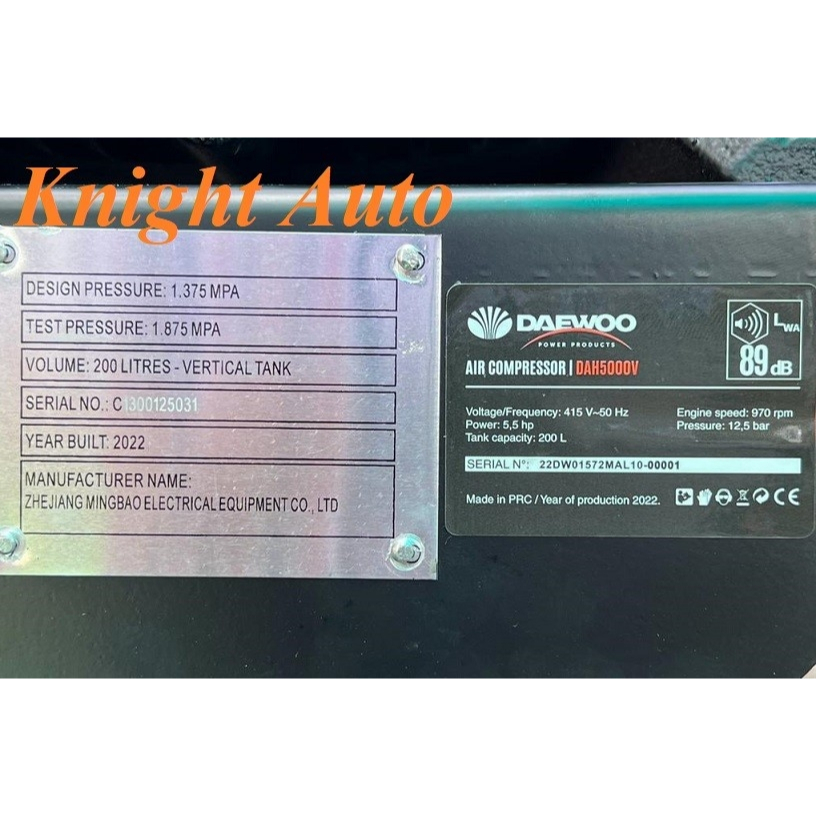 Knight Auto
DESIGN PRESSURE: 1.375 MPA
TEST PRESSURE: 1.875 MPA
VOLUME: 200 LITRES - VERTICAL TANK
SERIAL NO.: C1300125031
YEAR BUILT: 2022
MANUFACTURER NAME:
ZHEJIANG MINGBAO ELECTRICAL EQUIPMENT CO., LTD
DAEWOO
POWER PRODUCTS
AIR COMPRESSOR | DAH5000V
LWA
89 dB
Voltage/Frequency: 415 V~50 Hz
Power: 5,5 hp
Tank capacity: 200 L
Engine speed: 970 rpm
Pressure: 12,5 bar
SERIAL N°: 22DW01572MAL10-00001
Made in PRC / Year of production 2022.
CE